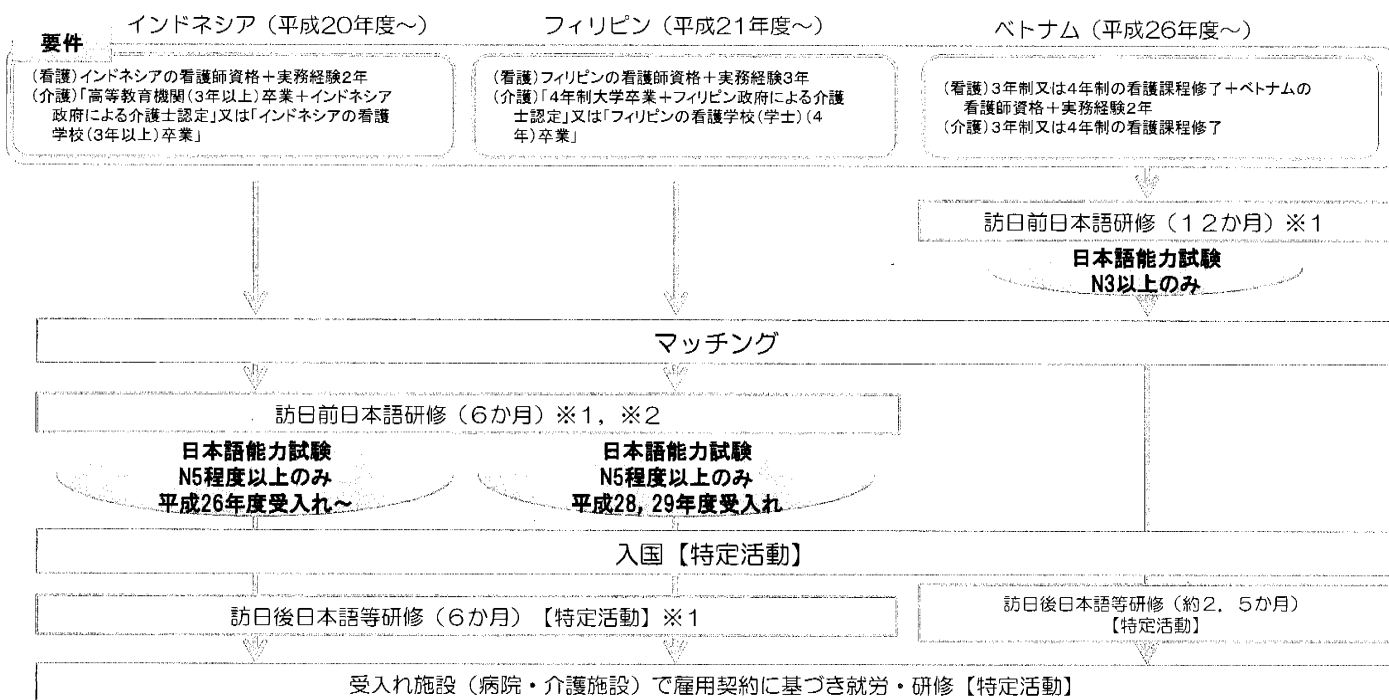 インドネシア（平成20年度～）
フィリピン（平成21年度～）
ベトナム（平成26年度～）
要件
(看護)インドネシアの看護師資格＋実務経験2年
(介護)「高等教育機関(3年以上)卒業＋インドネシア
政府による介護士認定」又は「インドネシアの看護
学校(3年以上)卒業」
(看護)フィリピンの看護師資格＋実務経験3年
(介護)「4年制大学卒業＋フィリピン政府による介護
士認定」又は「フィリピンの看護学校(学士)(4
年)卒業」
(看護)3年制又は4年制の看護課程修了＋ベトナムの
看護師資格＋実務経験2年
(介護)3年制又は4年制の看護課程修了
訪日前日本語研修（１２か月）※1
日本語能力試験
N3以上のみ
マッチング
訪日前日本語研修（6か月）※1，※2
日本語能力試験
N5程度以上のみ
平成26年度受入れ～
日本語能力試験
N5程度以上のみ
平成28，29年度受入れ
入国【特定活動】
訪日後日本語等研修（6か月）【特定活動】※1
訪日後日本語等研修（約2．5か月）
【特定活動】
受入れ施設（病院・介護施設）で雇用契約に基づき就労・研修【特定活動】